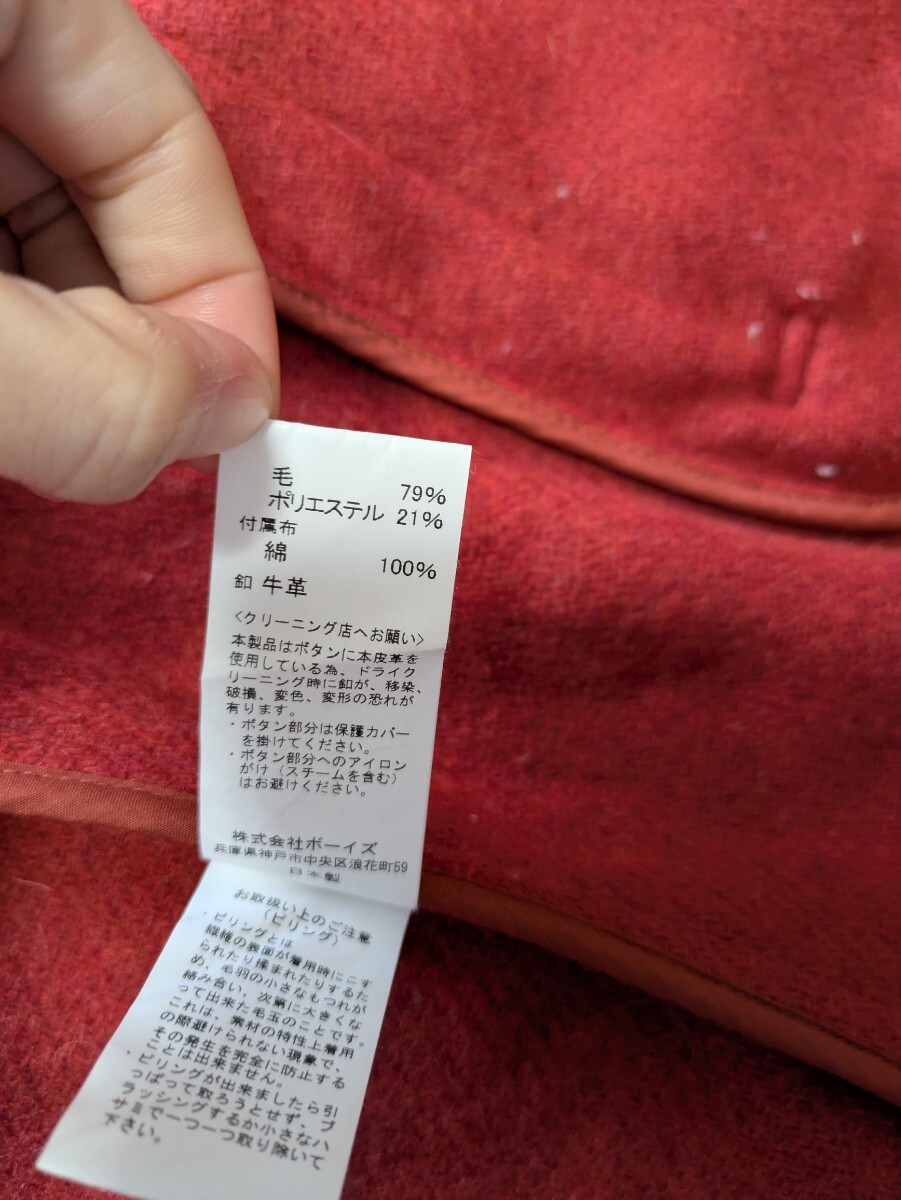 毛 79%
ポリエステル 21%
付属布
綿 100%
釦 牛革
<クリーニング店へお願い>
本製品はボタンに本皮革を
使用している為、ドライク
リーニング時に釦が、移染、
破損、変色、変形の恐れが
有ります。
・ボタン部分は保護カバー
を掛けてください。
・ボタン部分へのアイロン
がけ(スチームを含む)
はお避けください。
株式会社ボーイズ
兵庫県神戸市中央区浪花町59
日本製
お取扱い上のご注意
(ピリング)
・ピリングとは
繊維の表面が着用時にこす
られたり揉まれたりするた
め、毛羽の小さなもつれが
絡み合い、次第に大きくな
って出来た毛玉のことです。
これは、素材の特性上着用
の際避けられない現象で、
その発生を完全に防止する
ことは出来ません。
・ピリングが出来ましたら引
っぱって取ろうとせず、ブ
ラッシングするか小さなハ
サミで一つ一つ取り除いて
下さい。